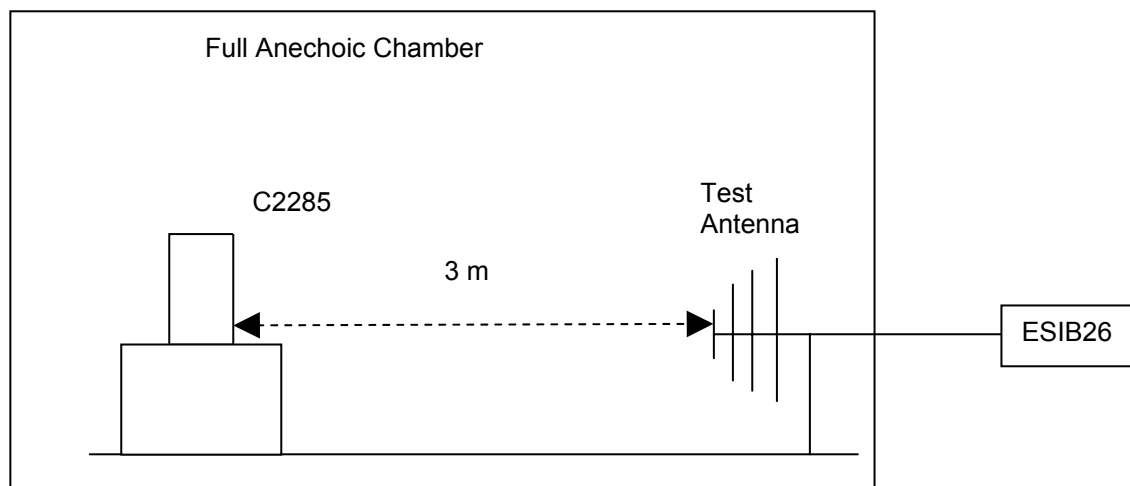 Full Anechoic Chamber
C2285
Test
Antenna
3 m
ESIB26